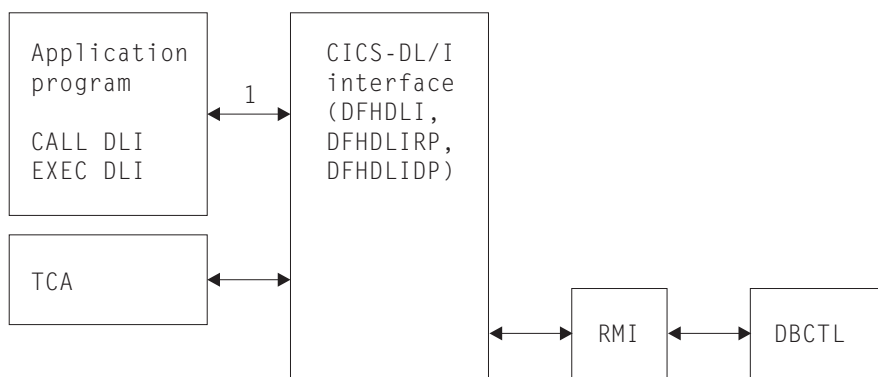 Application
program
CALL DLI
EXEC DLI
1
CICS-DL/I
interface
(DFHDLI,
DFHDLIRP,
DFHDLIDP)
TCA
RMI
DBCTL